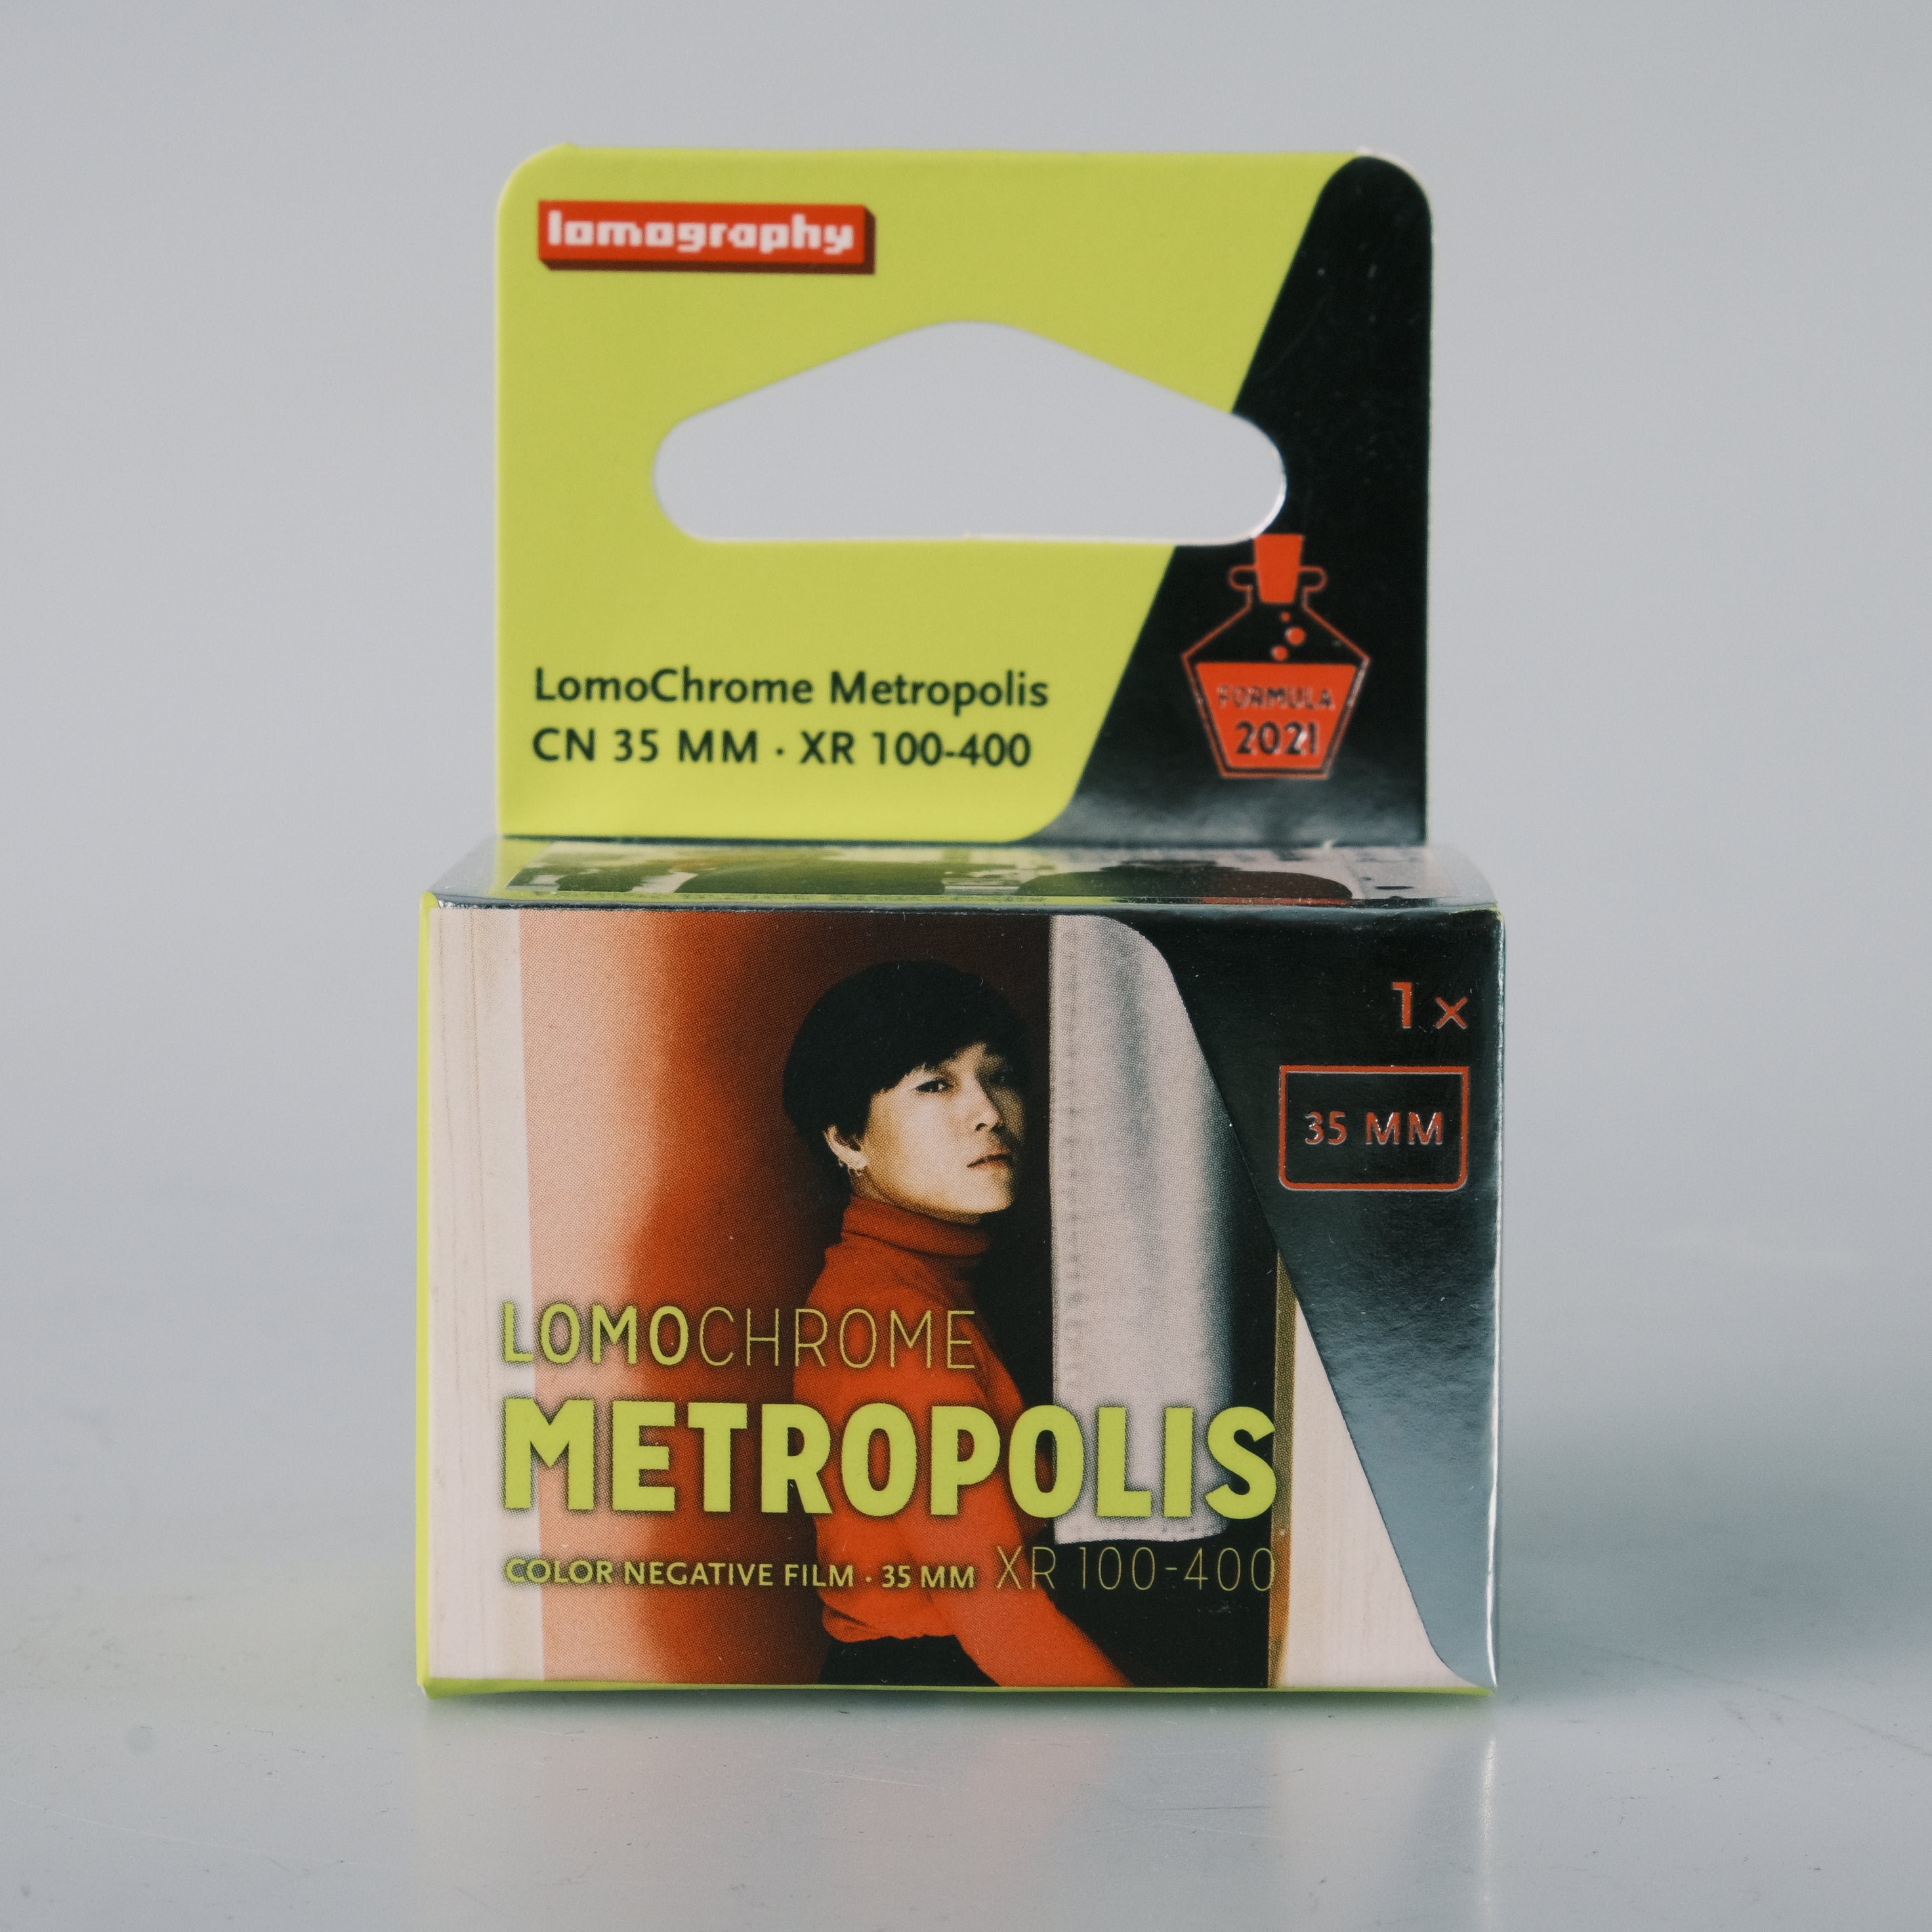 lomography
LomoChrome Metropolis
CN 35 MM · XR 100-400
FORMULA
2021
1 x
35 MM
LOMOCHROME
METROPOLIS
COLOR NEGATIVE FILM · 35 MM XR 100-400